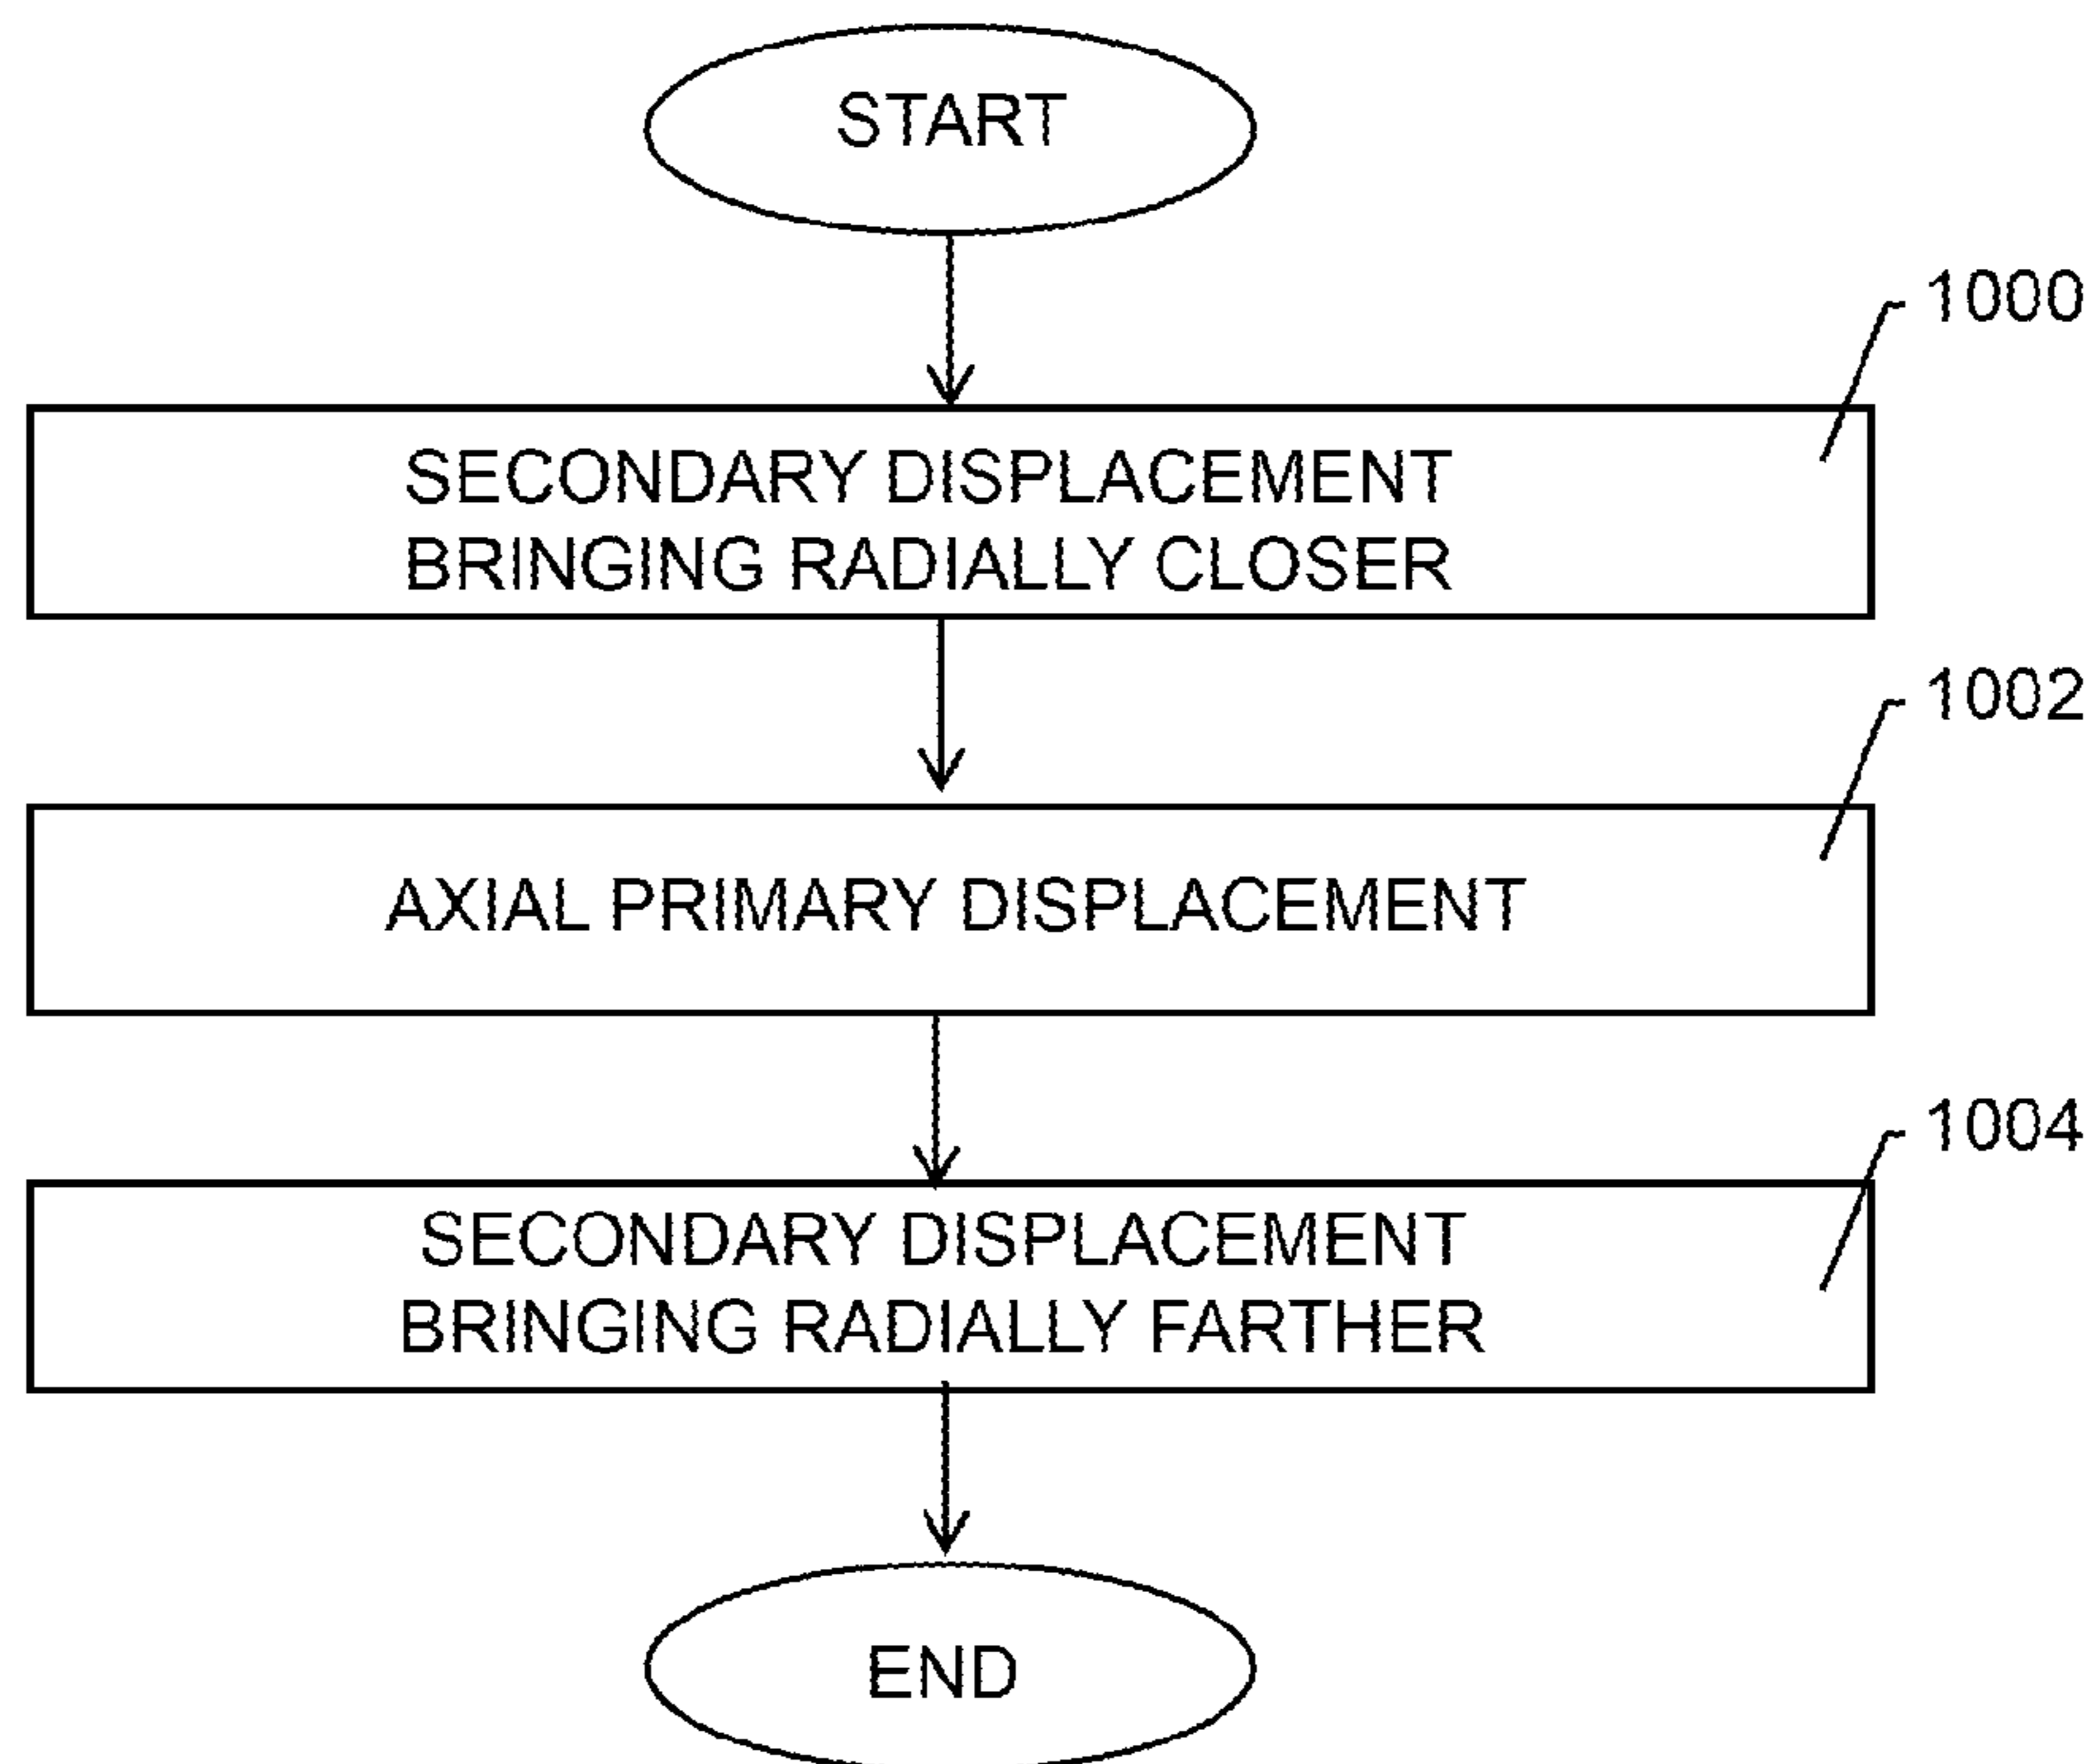 START
1000
SECONDARY DISPLACEMENT
BRINGING RADIALLY CLOSER
1002
AXIAL PRIMARY DISPLACEMENT
1004
SECONDARY DISPLACEMENT
BRINGING RADIALLY FARTHER
END